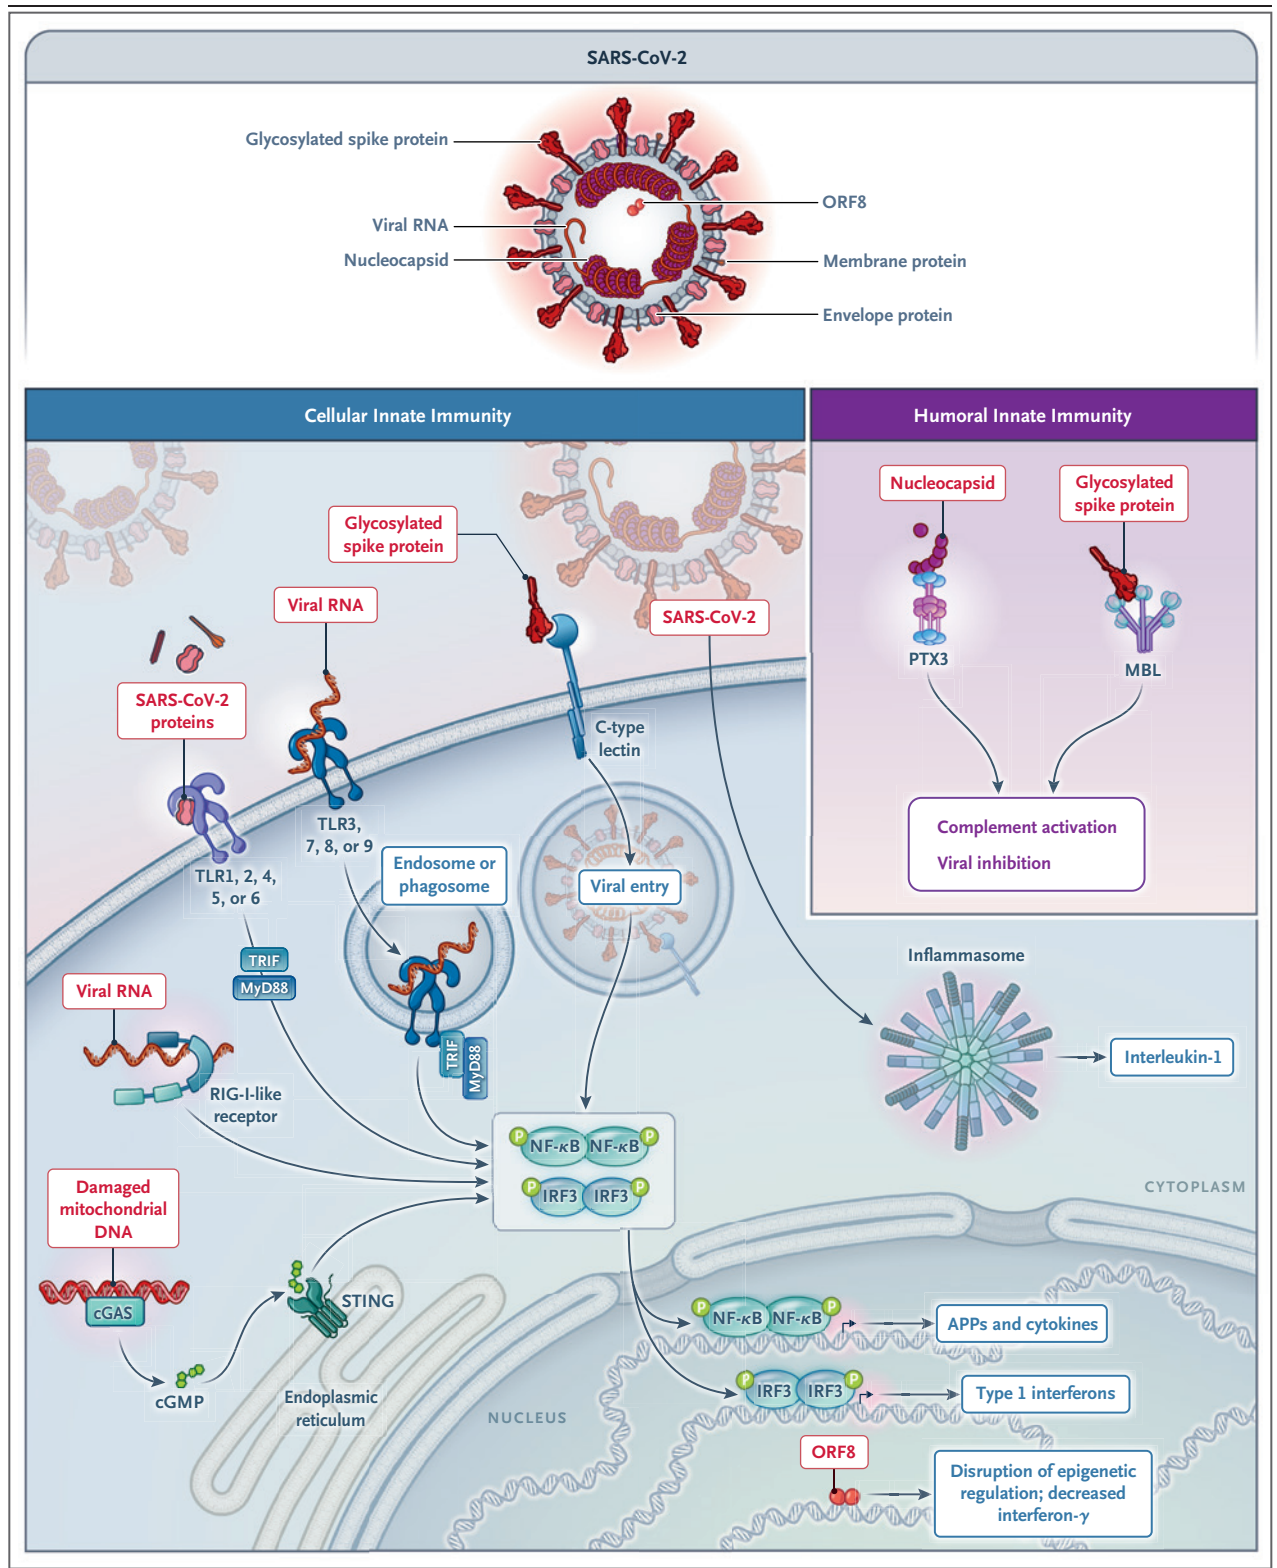 SARS-CoV-2
Glycosylated spike protein
Viral RNA
Nucleocapsid
ORF8
Membrane protein
Envelope protein
Cellular Innate Immunity
Glycosylated
spike protein
Viral RNA
SARS-CoV-2
SARS-CoV-2
proteins
C-type
lectin
TLR3,
7, 8, or 9
TLR1, 2, 4,
5, or 6
Endosome or
phagosome
Viral entry
TRIF
MyD88
Viral RNA
TRIF
MyD88
RIG-I-like
receptor
Inflammasome
Interleukin-1
P
NF-κB
NF-κB
P
P
IRF3
IRF3
P
Damaged
mitochondrial
DNA
cGAS
cGMP
STING
Endoplasmic
reticulum
CYTOPLASM
NUCLEUS
P
NF-κB
NF-κB
P
APPs and cytokines
P
IRF3
IRF3
P
Type 1 interferons
ORF8
Disruption of epigenetic
regulation; decreased
interferon-γ
Humoral Innate Immunity
Nucleocapsid
Glycosylated
spike protein
PTX3
MBL
Complement activation
Viral inhibition